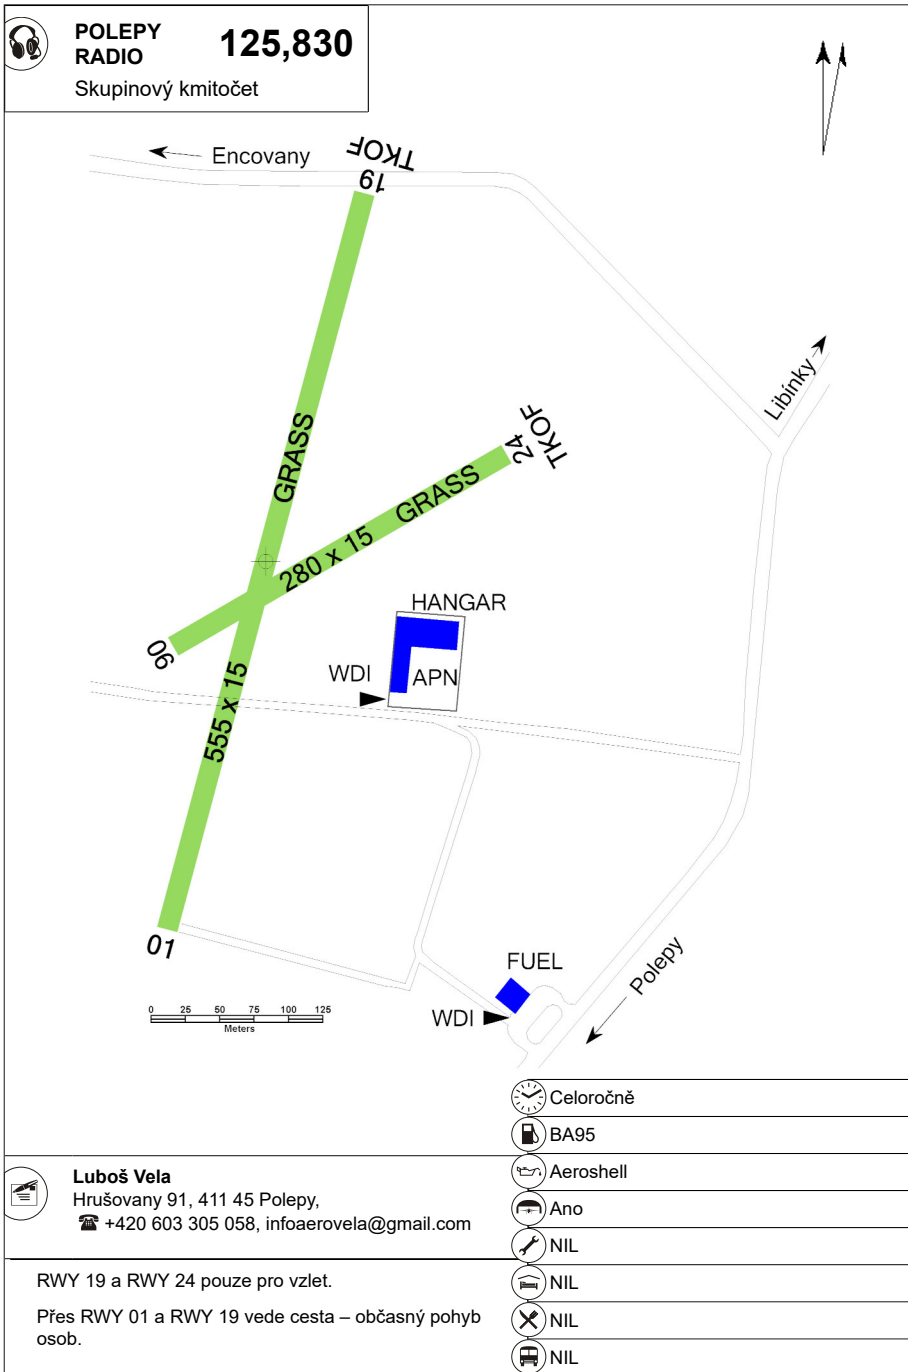 POLEPY
RADIO
125,830
Skupinový kmitočet
Encovany
TKOF
19
Libínky
GRASS
TKOF
24
280 x 15 GRASS
HANGAR
06
WDI
APN
555 x 15
01
FUEL
Polepy
WDI
0 25 50 75 100 125
Meters
Celoročně
BA95
Aeroshell
Ano
NIL
NIL
NIL
NIL
Luboš Vela
Hrušovany 91, 411 45 Polepy,
☎ +420 603 305 058, infoaerovela@gmail.com
RWY 19 a RWY 24 pouze pro vzlet.
Přes RWY 01 a RWY 19 vede cesta – občasný pohyb
osob.